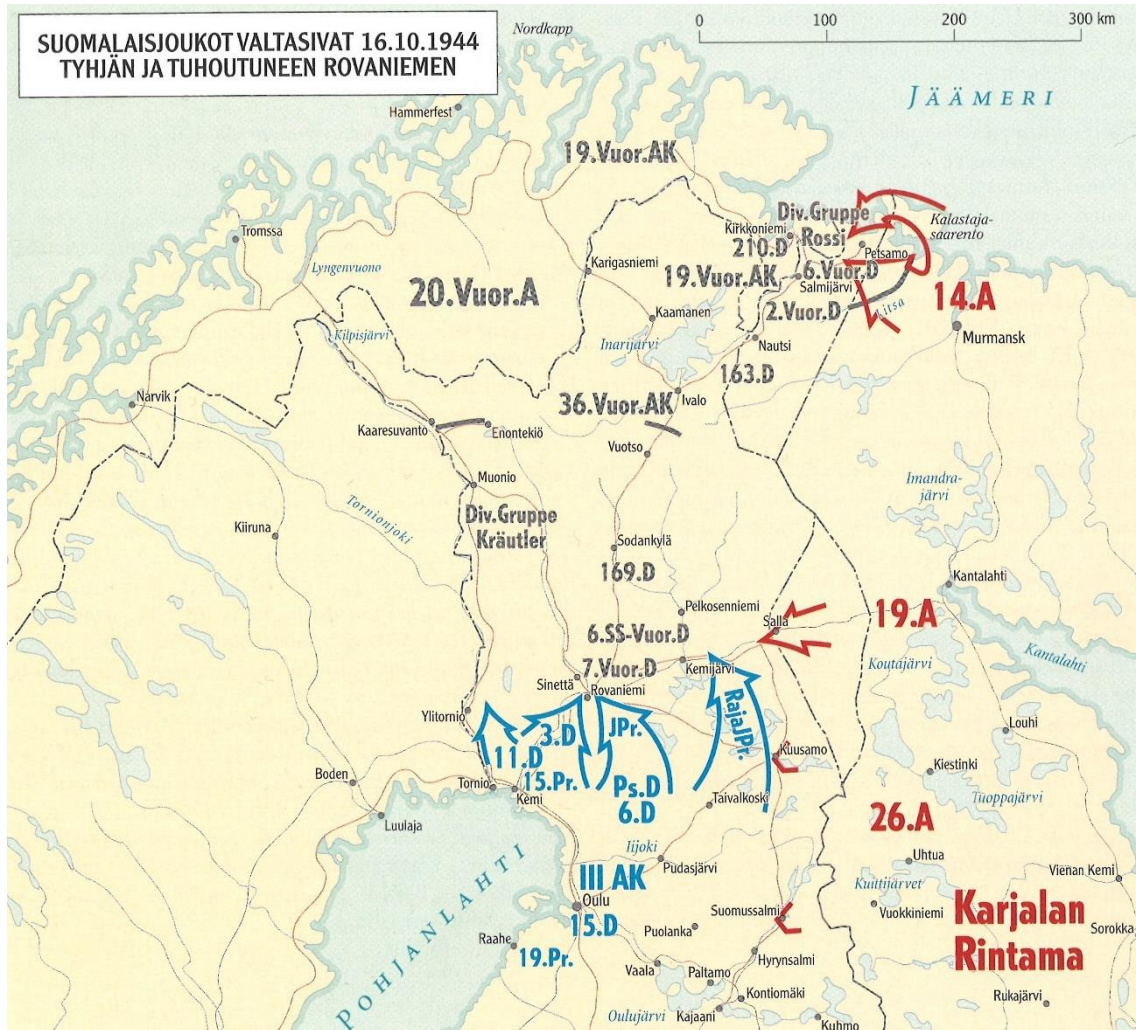 SUOMALAISJOUKOT VALTASIVAT 16.10.1944
TYHJÄN JA TUHOUTUNEEN ROVANIEMEN
Nordkapp
0 100 200 300 km
JÄÄMERI
Hammerfest
19.Vuor.AK
Div.Gruppe
Rossi
Kirkkoniemi
210.D
Kalastaja-
saarento
Petsamo
Tromssa
Lyngenvuono
Karigasniemi
19.Vuor.AK
6.Vuor.D
Salmijärvi
20.Vuor.A
2.Vuor.D
Litsa
14.A
Kaamanen
Murmansk
Kilpisjärvi
Inarijärvi
Nautsi
163.D
Narvik
Ivalo
36.Vuor.AK
Kaaresuvanto
Enontekiö
Vuotso
Muonio
Imandra-
järvi
Tornionjoki
Div.Gruppe
Kräutler
Kiiruna
Sodankylä
169.D
Kantalahti
Pelkosenniemi
19.A
Salla
6.SS-Vuor.D
Koutajärvi
Kantalahti
7.Vuor.D
Kemijärvi
Sinettä
Rovaniemi
Ylitornio
RajaJPr.
JPr.
3.D
11.D
Louhi
Kuusamo
Kiestinki
Boden
Tornio
15.Pr.
Kemi
Ps.D
6.D
Taivalkoski
Tuoppajärvi
Luulaja
26.A
Iijoki
Pudasjärvi
Uhtua
III AK
Kuittijärvet
Vienan Kemi
Oulu
15.D
Suomussalmi
Vuokkiniemi
Karjalan
Rintama
Puolanka
Sorokka
Raahe
19.Pr.
Hyrynsalmi
Vaala
Paltamo
POHJANLAHTI
Kontiomäki
Rukajärvi
Oulujärvi
Kajaani
Kuhmo